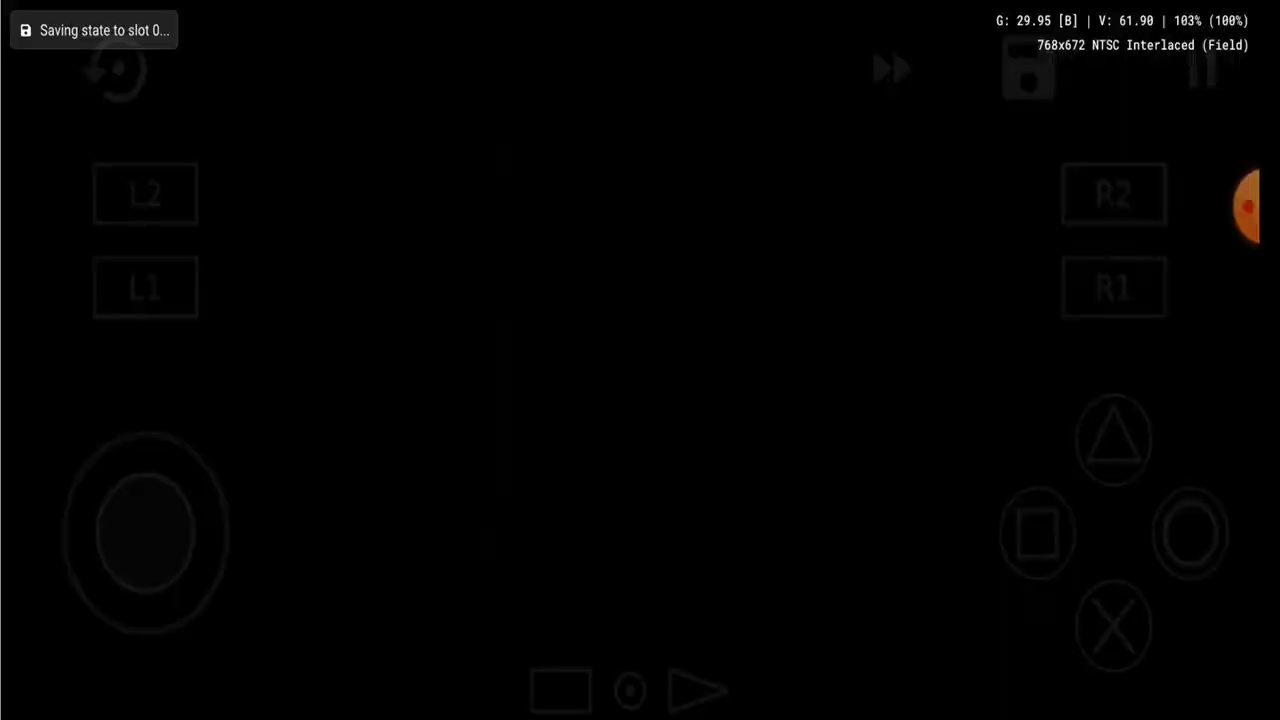 Saving state to slot 0...
G: 29.95 [B] | V: 61.90 | 103% (100%)
768x672 NTSC Interlaced (Field)
L2
R2
L1
R1